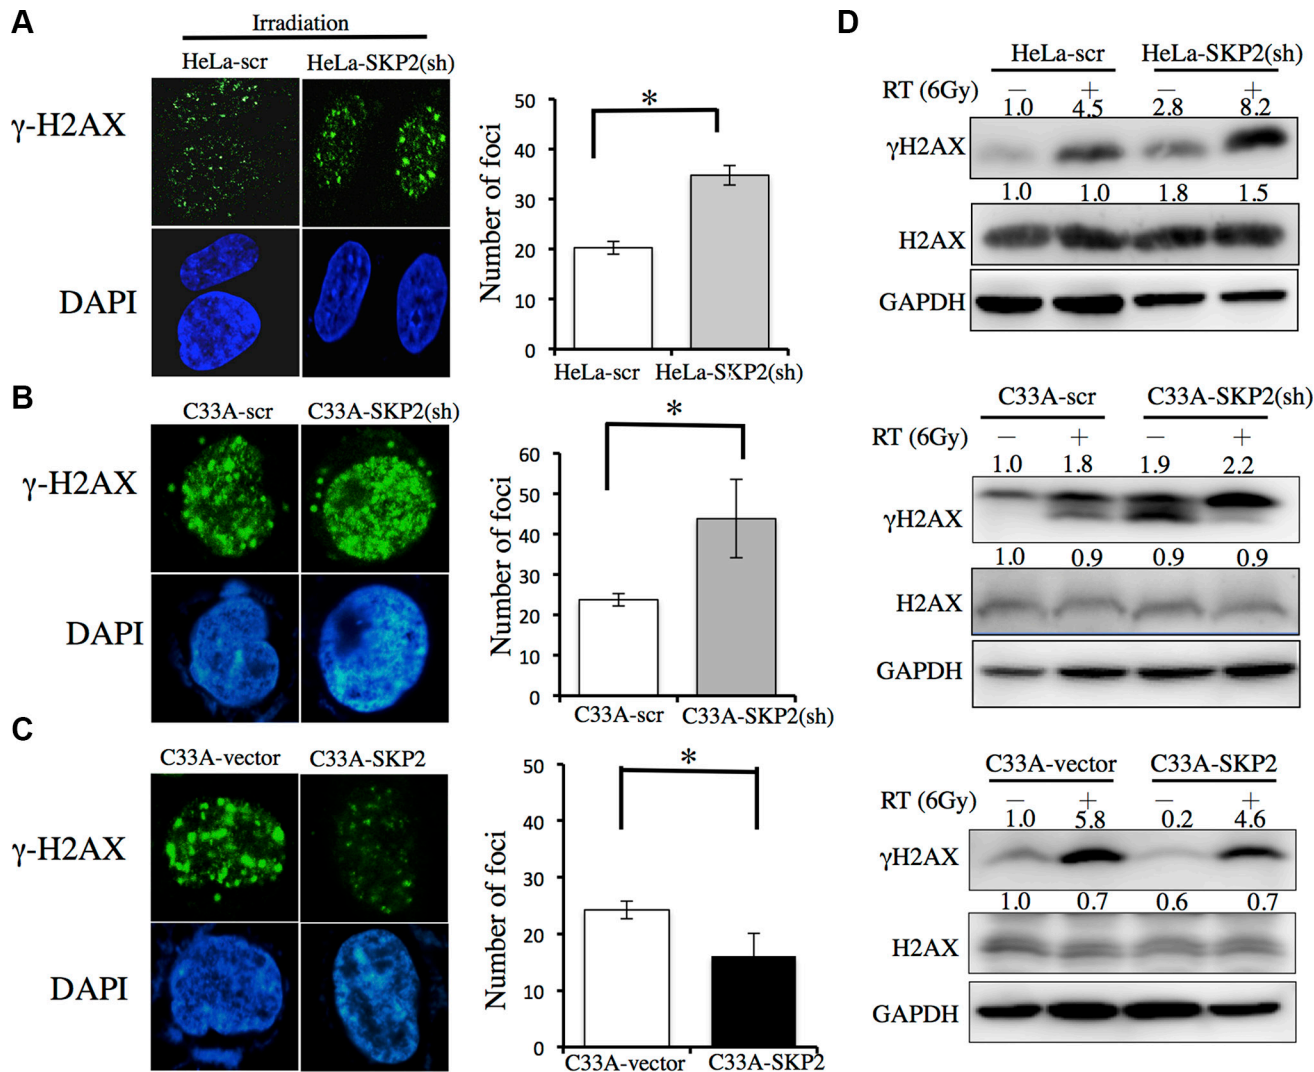 A
Irradiation
HeLa-scr HeLa-SKP2(sh)
γ-H2AX
DAPI
Number of foci
50
40
30
20
10
0
*
HeLa-scr HeLa-SKP2(sh)
B
C33A-scr C33A-SKP2(sh)
γ-H2AX
DAPI
Number of foci
60
50
40
30
20
10
0
*
C33A-scr C33A-SKP2(sh)
C
C33A-vector C33A-SKP2
γ-H2AX
DAPI
Number of foci
50
40
30
20
10
0
*
C33A-vector C33A-SKP2
D
HeLa-scr HeLa-SKP2(sh)
RT (6Gy) − + − +
1.0 4.5 2.8 8.2
γH2AX
1.0 1.0 1.8 1.5
H2AX
GAPDH
C33A-scr C33A-SKP2(sh)
RT (6Gy) − + − +
1.0 1.8 1.9 2.2
γH2AX
1.0 0.9 0.9 0.9
H2AX
GAPDH
C33A-vector C33A-SKP2
RT (6Gy) − + − +
1.0 5.8 0.2 4.6
γH2AX
1.0 0.7 0.6 0.7
H2AX
GAPDH